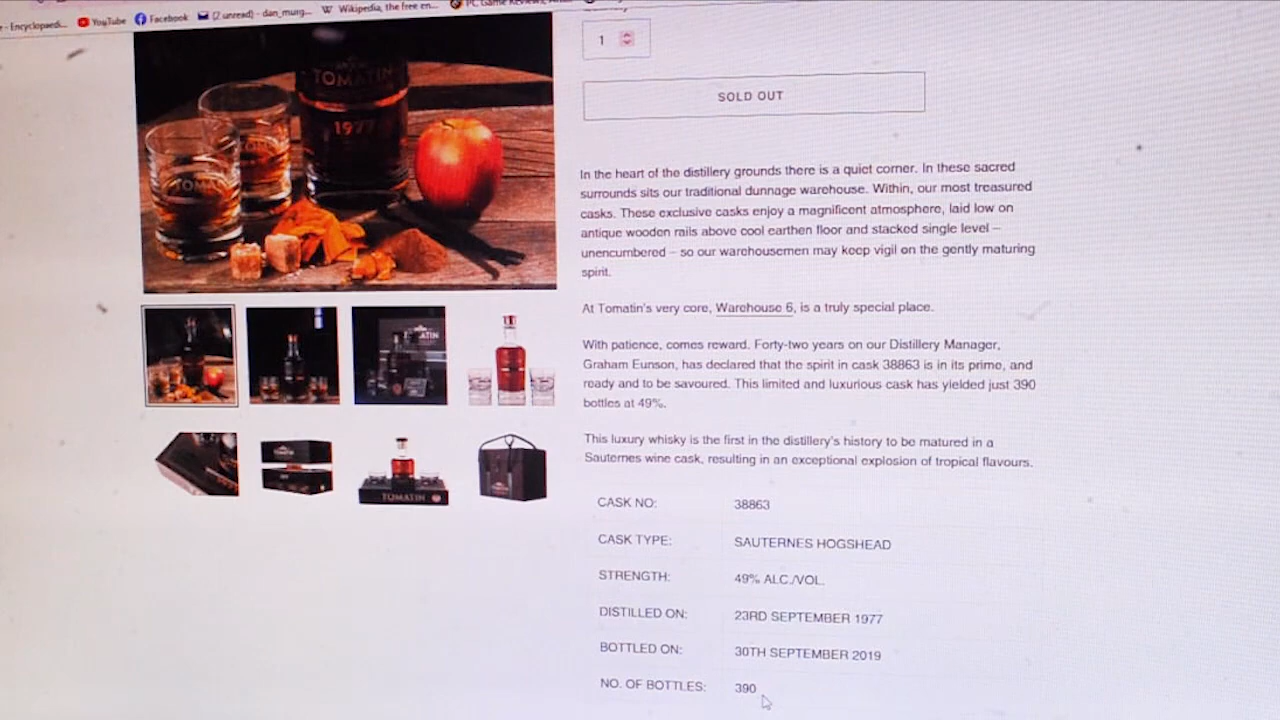 - Encyclopaedi...
YouTube
Facebook
(2 unread) - dan_murg...
Wikipedia, the free en...
1
SOLD OUT
TOMATIN
1977
In the heart of the distillery grounds there is a quiet corner. In these sacred
surrounds sits our traditional dunnage warehouse. Within, our most treasured
casks. These exclusive casks enjoy a magnificent atmosphere, laid low on
antique wooden rails above cool earthen floor and stacked single level –
unencumbered – so our warehousemen may keep vigil on the gently maturing
spirit.
At Tomatin's very core, Warehouse 6, is a truly special place.
With patience, comes reward. Forty-two years on our Distillery Manager,
Graham Eunson, has declared that the spirit in cask 38863 is in its prime, and
ready and to be savoured. This limited and luxurious cask has yielded just 390
bottles at 49%.
This luxury whisky is the first in the distillery's history to be matured in a
Sauternes wine cask, resulting in an exceptional explosion of tropical flavours.
TOMATIN
CASK NO: 38863
CASK TYPE: SAUTERNES HOGSHEAD
STRENGTH: 49% ALC./VOL.
DISTILLED ON: 23RD SEPTEMBER 1977
BOTTLED ON: 30TH SEPTEMBER 2019
NO. OF BOTTLES: 390